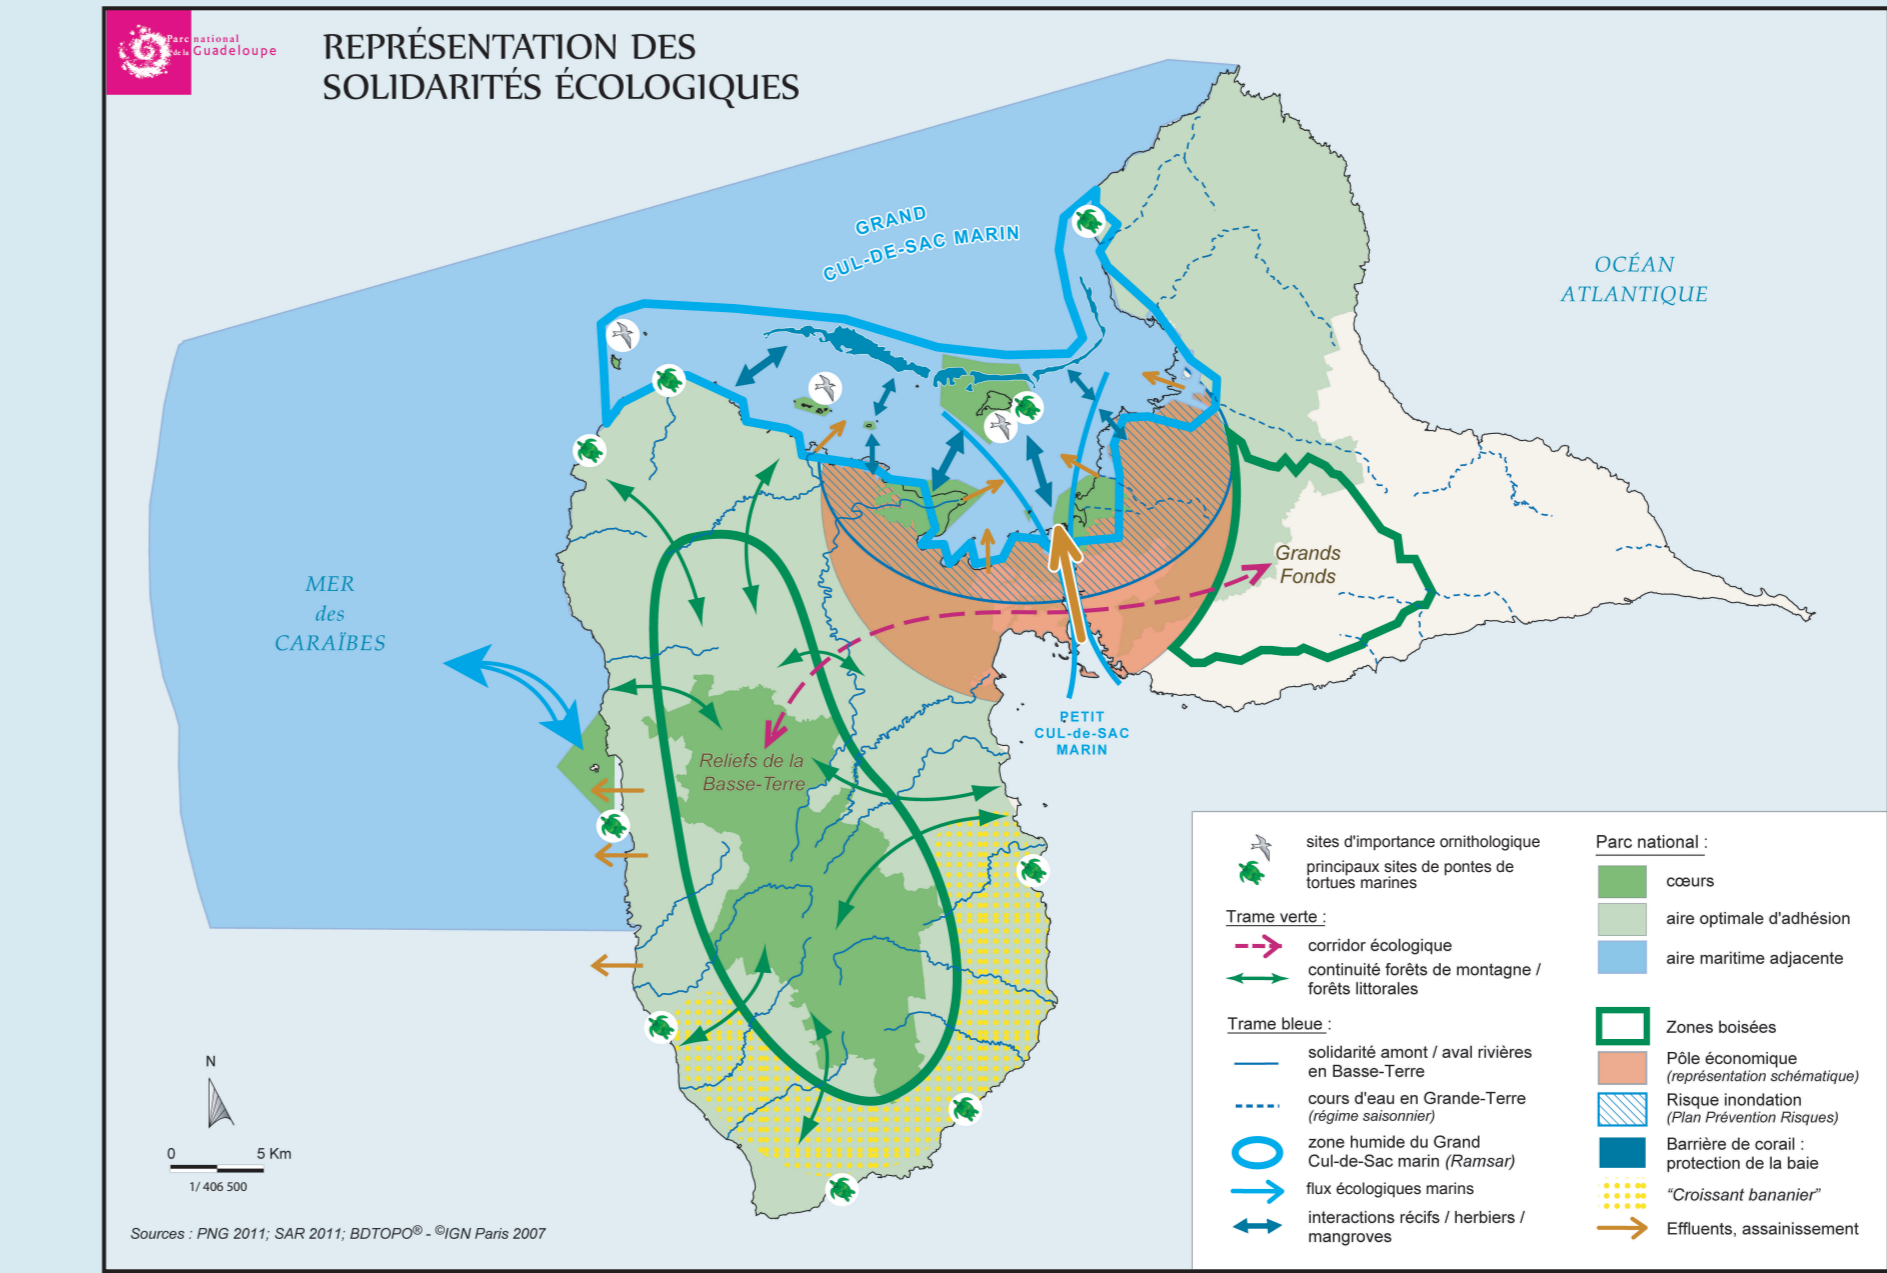 Parc national
de la Guadeloupe
REPRÉSENTATION DES
SOLIDARITÉS ÉCOLOGIQUES
GRAND
CUL-DE-SAC MARIN
OCÉAN
ATLANTIQUE
MER
des
CARAÏBES
Grands
Fonds
Reliefs de la
Basse-Terre
PETIT
CUL-de-SAC
MARIN
N
0 5 Km
1/ 406 500
Sources : PNG 2011; SAR 2011; BDTOPO® - ©IGN Paris 2007
sites d'importance ornithologique
principaux sites de pontes de
tortues marines
Trame verte :
corridor écologique
continuité forêts de montagne /
forêts littorales
Trame bleue :
solidarité amont / aval rivières
en Basse-Terre
cours d'eau en Grande-Terre
(régime saisonnier)
zone humide du Grand
Cul-de-Sac marin (Ramsar)
flux écologiques marins
interactions récifs / herbiers /
mangroves
Parc national :
cœurs
aire optimale d'adhésion
aire maritime adjacente
Zones boisées
Pôle économique
(représentation schématique)
Risque inondation
(Plan Prévention Risques)
Barrière de corail :
protection de la baie
“Croissant bananier”
Effluents, assainissement